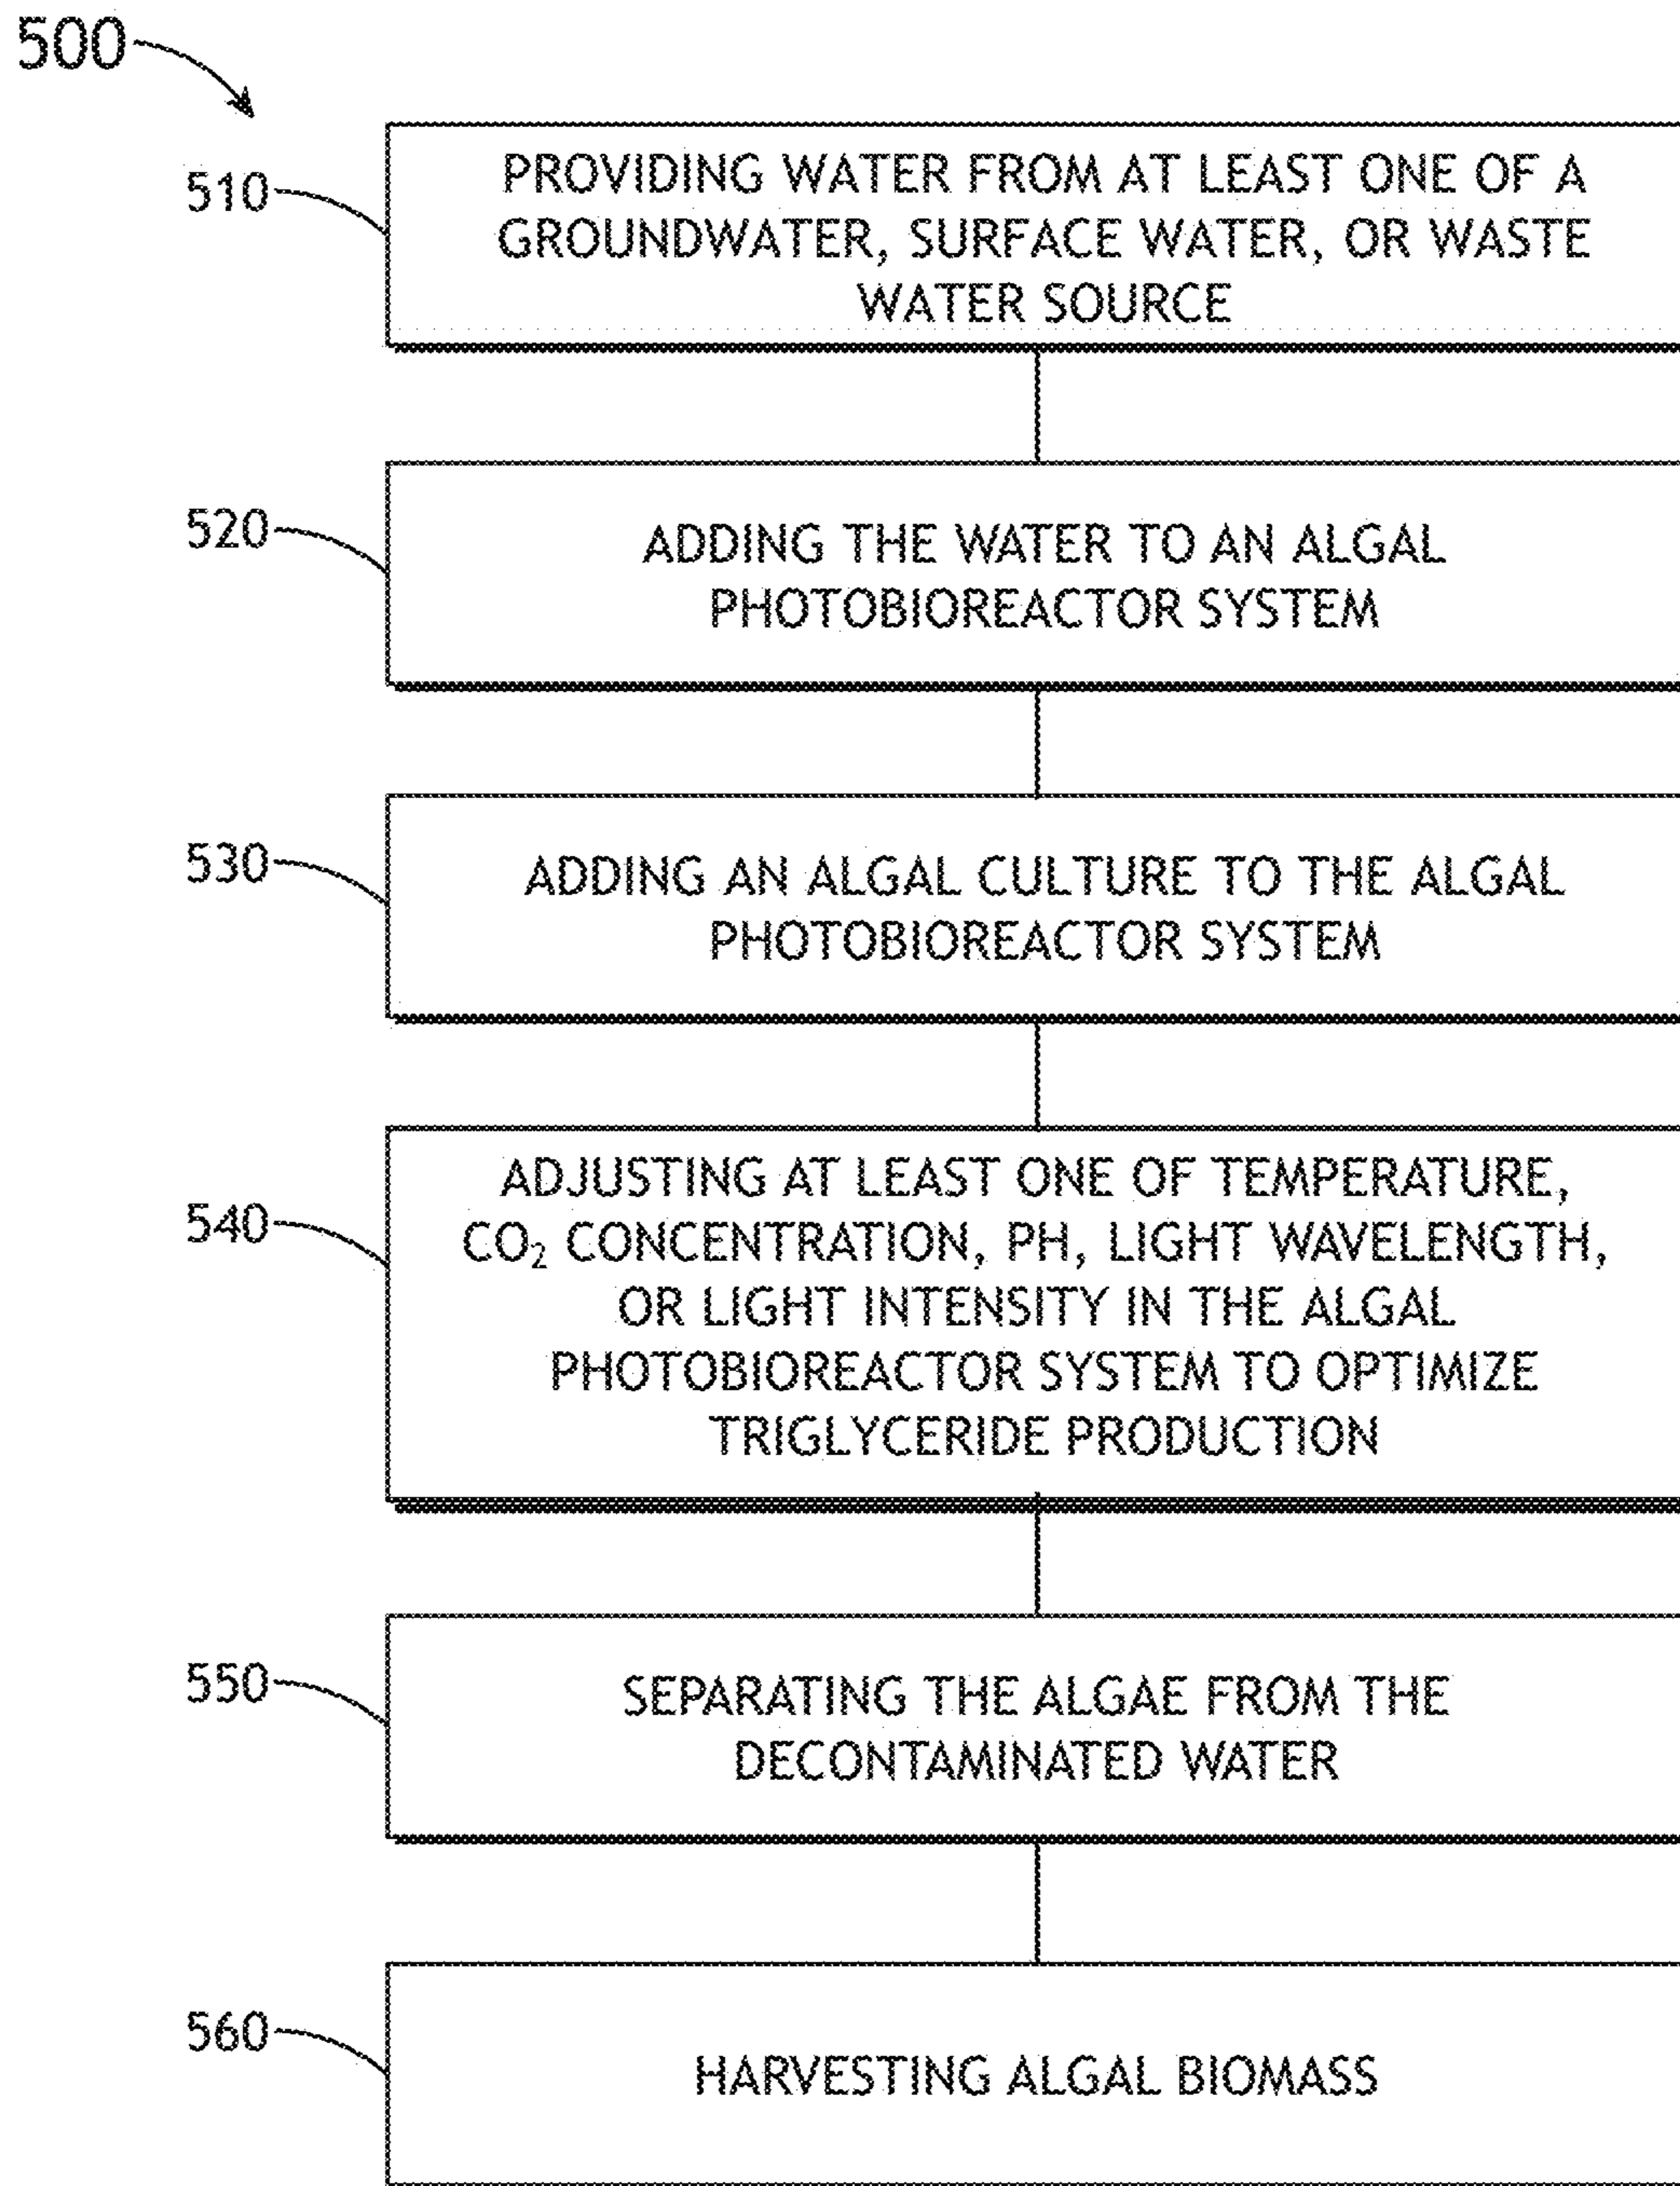 500
510
PROVIDING WATER FROM AT LEAST ONE OF A
GROUNDWATER, SURFACE WATER, OR WASTE
WATER SOURCE
520
ADDING THE WATER TO AN ALGAL
PHOTOBIOREACTOR SYSTEM
530
ADDING AN ALGAL CULTURE TO THE ALGAL
PHOTOBIOREACTOR SYSTEM
540
ADJUSTING AT LEAST ONE OF TEMPERATURE,
CO₂ CONCENTRATION, PH, LIGHT WAVELENGTH,
OR LIGHT INTENSITY IN THE ALGAL
PHOTOBIOREACTOR SYSTEM TO OPTIMIZE
TRIGLYCERIDE PRODUCTION
550
SEPARATING THE ALGAE FROM THE
DECONTAMINATED WATER
560
HARVESTING ALGAL BIOMASS